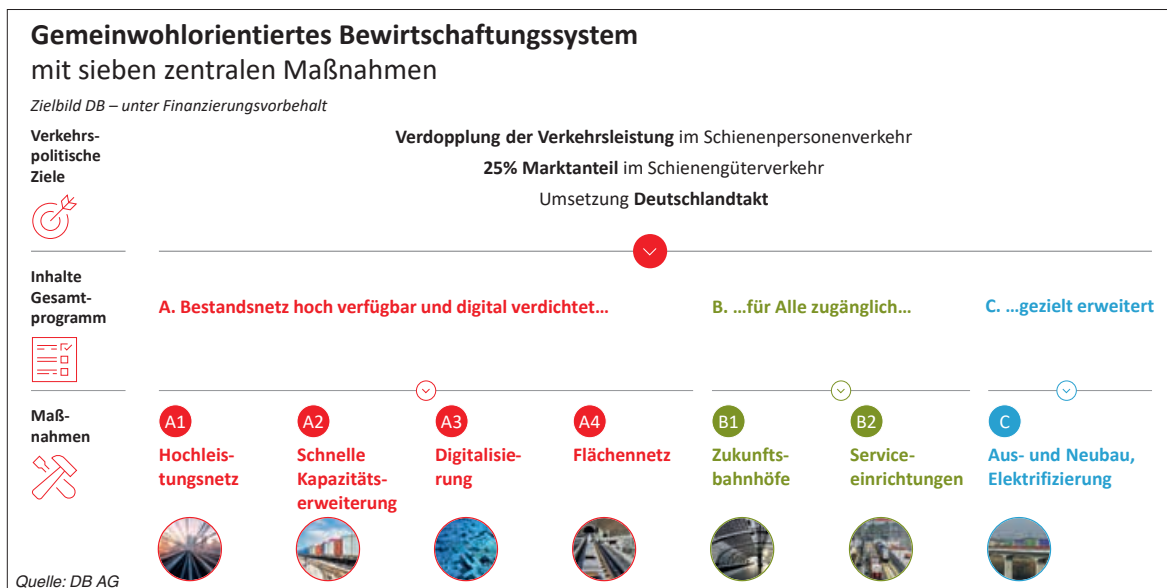 Gemeinwohlorientiertes Bewirtschaftungssystem
mit sieben zentralen Maßnahmen
Zielbild DB – unter Finanzierungsvorbehalt
Verkehrs-
politische
Ziele
Verdopplung der Verkehrsleistung im Schienenpersonenverkehr
25% Marktanteil im Schienengüterverkehr
Umsetzung Deutschlandtakt
Inhalte
Gesamt-
programm
A. Bestandsnetz hoch verfügbar und digital verdichtet...
B. ...für Alle zugänglich...
C. ...gezielt erweitert
Maß-
nahmen
A1
Hochleis-
tungsnetz
A2
Schnelle
Kapazitäts-
erweiterung
A3
Digitalisie-
rung
A4
Flächennetz
B1
Zukunfts-
bahnhöfe
B2
Service-
einrichtungen
C
Aus- und Neubau,
Elektrifizierung
Quelle: DB AG